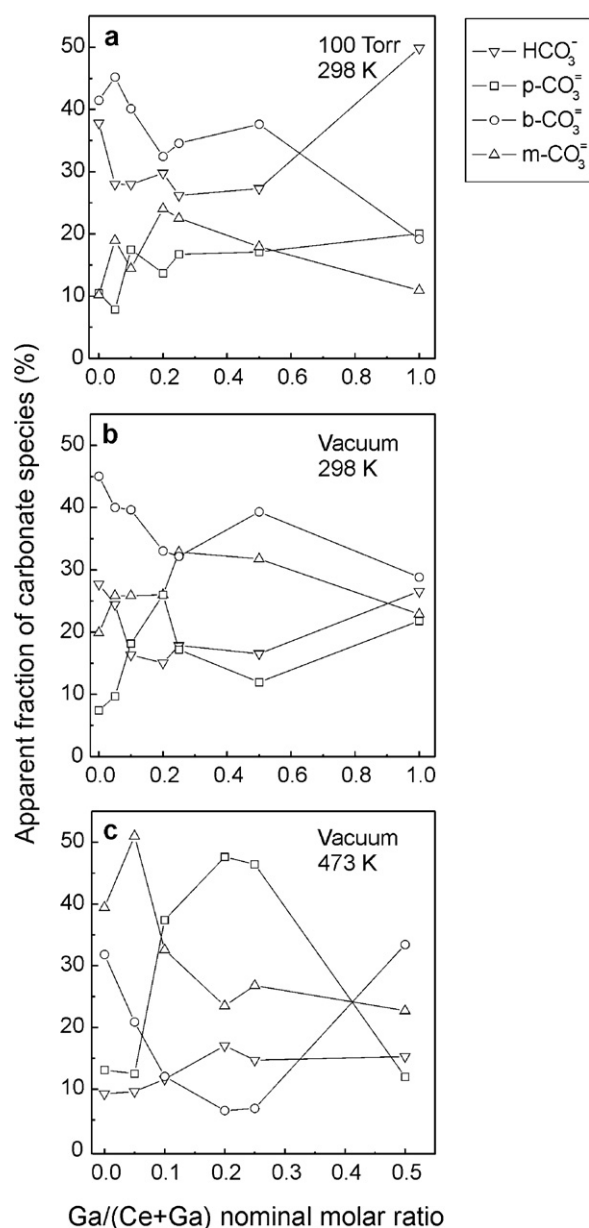 a
100 Torr
298 K
HCO₃⁻
p-CO₃⁼
b-CO₃⁼
m-CO₃⁼
50
40
30
20
10
0
0.0 0.2 0.4 0.6 0.8 1.0
Apparent fraction of carbonate species (%)
b
Vacuum
298 K
50
40
30
20
10
0
0.0 0.2 0.4 0.6 0.8 1.0
c
Vacuum
473 K
50
40
30
20
10
0
0.0 0.1 0.2 0.3 0.4 0.5
Ga/(Ce+Ga) nominal molar ratio